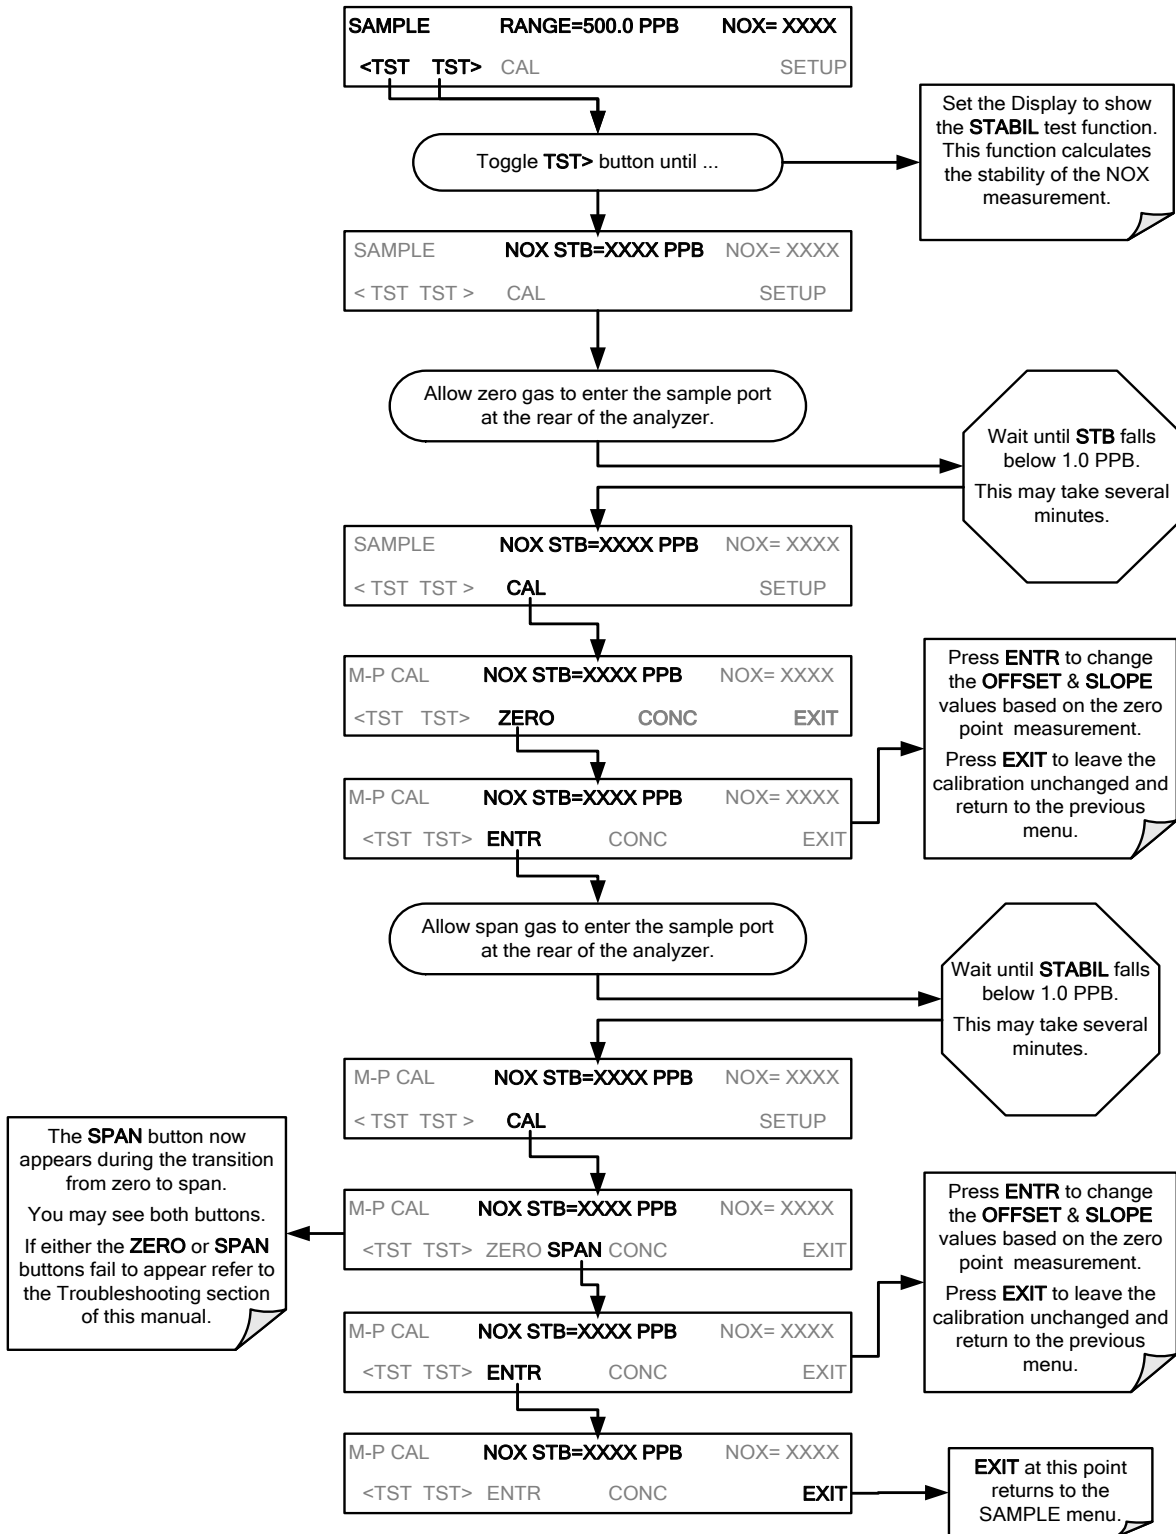 SAMPLE RANGE=500.0 PPB NOX= XXXX
<TST TST> CAL SETUP
Set the Display to show
the STABIL test function.
This function calculates
the stability of the NOX
measurement.
Toggle TST> button until ...
SAMPLE NOX STB=XXXX PPB NOX= XXXX
< TST TST > CAL SETUP
Allow zero gas to enter the sample port
at the rear of the analyzer.
Wait until STB falls
below 1.0 PPB.
This may take several
minutes.
SAMPLE NOX STB=XXXX PPB NOX= XXXX
< TST TST > CAL SETUP
M-P CAL NOX STB=XXXX PPB NOX= XXXX
<TST TST> ZERO CONC EXIT
M-P CAL NOX STB=XXXX PPB NOX= XXXX
<TST TST> ENTR CONC EXIT
Press ENTR to change
the OFFSET & SLOPE
values based on the zero
point measurement.
Press EXIT to leave the
calibration unchanged and
return to the previous
menu.
Allow span gas to enter the sample port
at the rear of the analyzer.
Wait until STABIL falls
below 1.0 PPB.
This may take several
minutes.
M-P CAL NOX STB=XXXX PPB NOX= XXXX
< TST TST > CAL SETUP
The SPAN button now
appears during the transition
from zero to span.
You may see both buttons.
If either the ZERO or SPAN
buttons fail to appear refer to
the Troubleshooting section
of this manual.
M-P CAL NOX STB=XXXX PPB NOX= XXXX
<TST TST> ZERO SPAN CONC EXIT
M-P CAL NOX STB=XXXX PPB NOX= XXXX
<TST TST> ENTR CONC EXIT
Press ENTR to change
the OFFSET & SLOPE
values based on the zero
point measurement.
Press EXIT to leave the
calibration unchanged and
return to the previous
menu.
M-P CAL NOX STB=XXXX PPB NOX= XXXX
<TST TST> ENTR CONC EXIT
EXIT at this point
returns to the
SAMPLE menu.